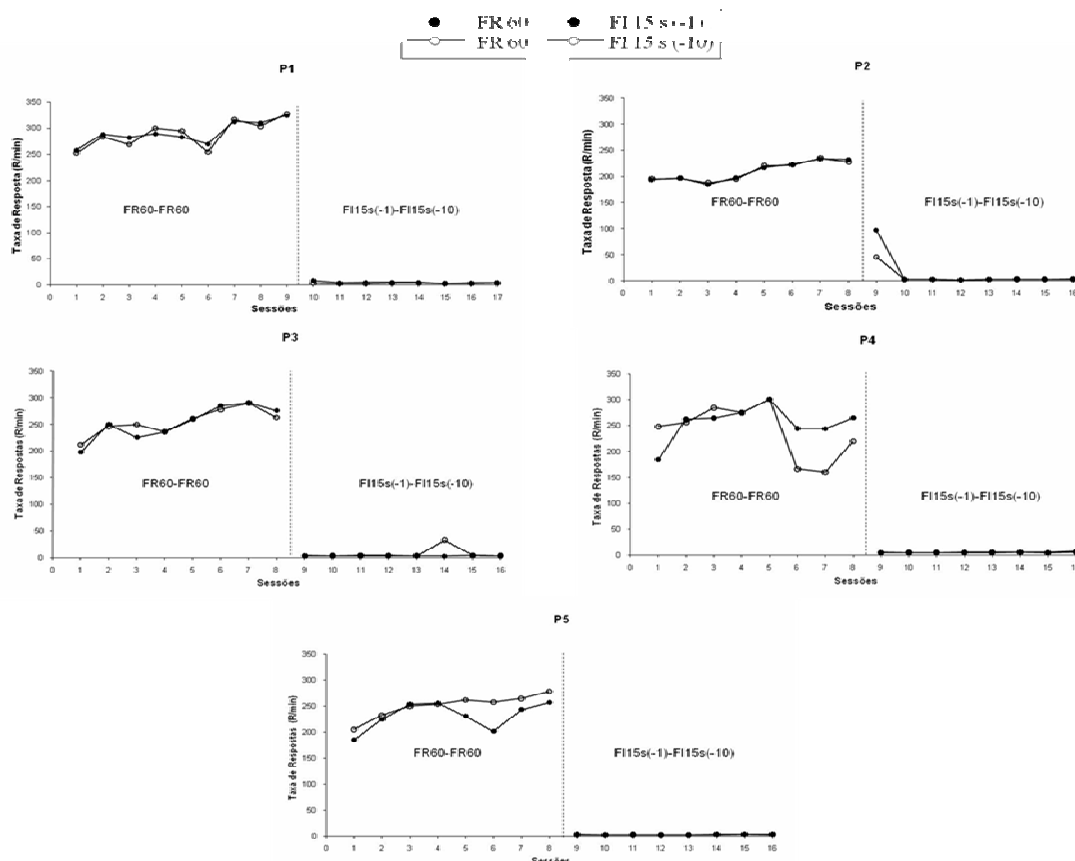 FR 60 FI 15 s (-1)
FR 60 FI 15 s (-10)
P1
Taxa de Resposta (R/min)
350
300
250
200
150
100
50
0
FR60-FR60
FI15s(-1)-FI15s(-10)
0 1 2 3 4 5 6 7 8 9 10 11 12 13 14 15 16 17
Sessões
P2
Taxa de Resposta (R/min)
350
300
250
200
150
100
50
0
FR60-FR60
FI15s(-1)-FI15s(-10)
0 1 2 3 4 5 6 7 8 9 10 11 12 13 14 15 16
Sessões
P3
Taxa de Respostas (R/min)
350
300
250
200
150
100
50
0
FR60-FR60
FI15s(-1)-FI15s(-10)
0 1 2 3 4 5 6 7 8 9 10 11 12 13 14 15 16
Sessões
P4
Taxa de Respostas (R/min)
350
300
250
200
150
100
50
0
FR60-FR60
FI15s(-1)-FI15s(-10)
0 1 2 3 4 5 6 7 8 9 10 11 12 13 14 15
Sessões
P5
Taxa de Respostas (R/min)
350
300
250
200
150
100
50
0
FR60-FR60
FI15s(-1)-FI15s(-10)
0 1 2 3 4 5 6 7 8 9 10 11 12 13 14 15 16
Sessões